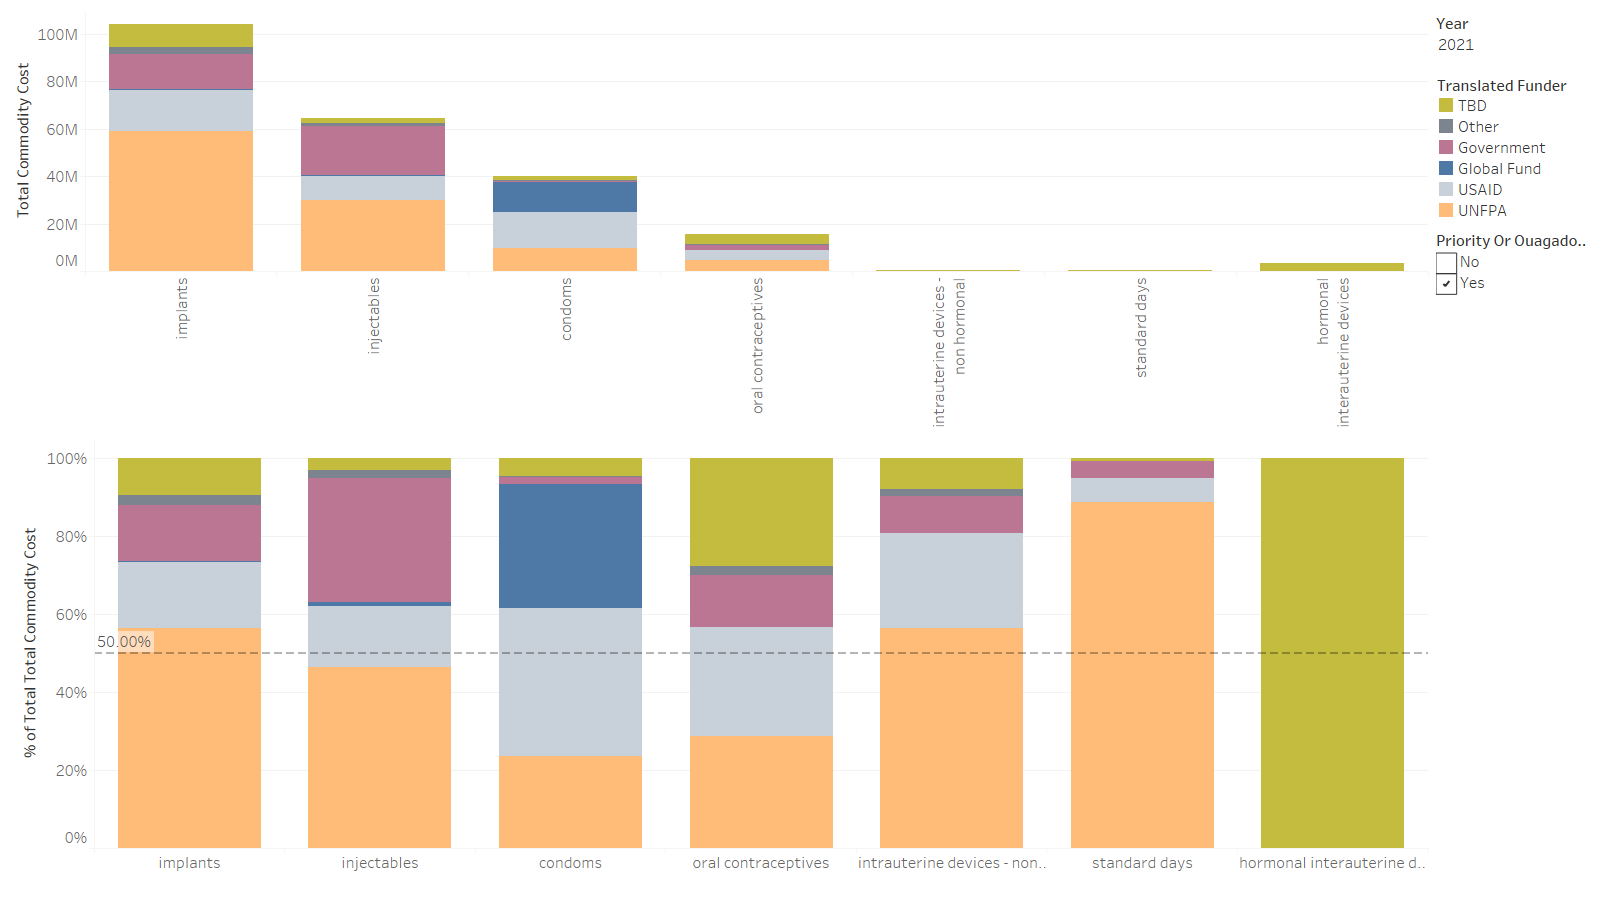 Total Commodity Cost
100M
80M
60M
40M
20M
0M
implants
injectables
condoms
oral contraceptives
intrauterine devices -
non hormonal
standard days
hormonal
interauterine devices
Year
2021
Translated Funder
TBD
Other
Government
Global Fund
USAID
UNFPA
Priority Or Ouagado..
No
Yes
% of Total Total Commodity Cost
100%
80%
60%
50.00%
40%
20%
0%
implants
injectables
condoms
oral contraceptives
intrauterine devices - non..
standard days
hormonal interauterine d..